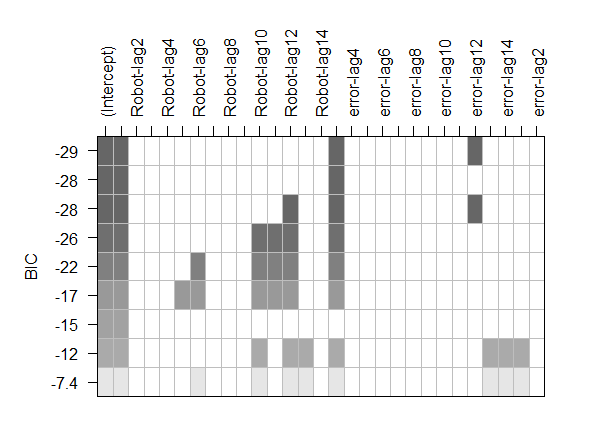 (Intercept)
Robot-lag2
Robot-lag4
Robot-lag6
Robot-lag8
Robot-lag10
Robot-lag12
Robot-lag14
error-lag4
error-lag6
error-lag8
error-lag10
error-lag12
error-lag14
error-lag2
BIC
-29
-28
-28
-26
-22
-17
-15
-12
-7.4